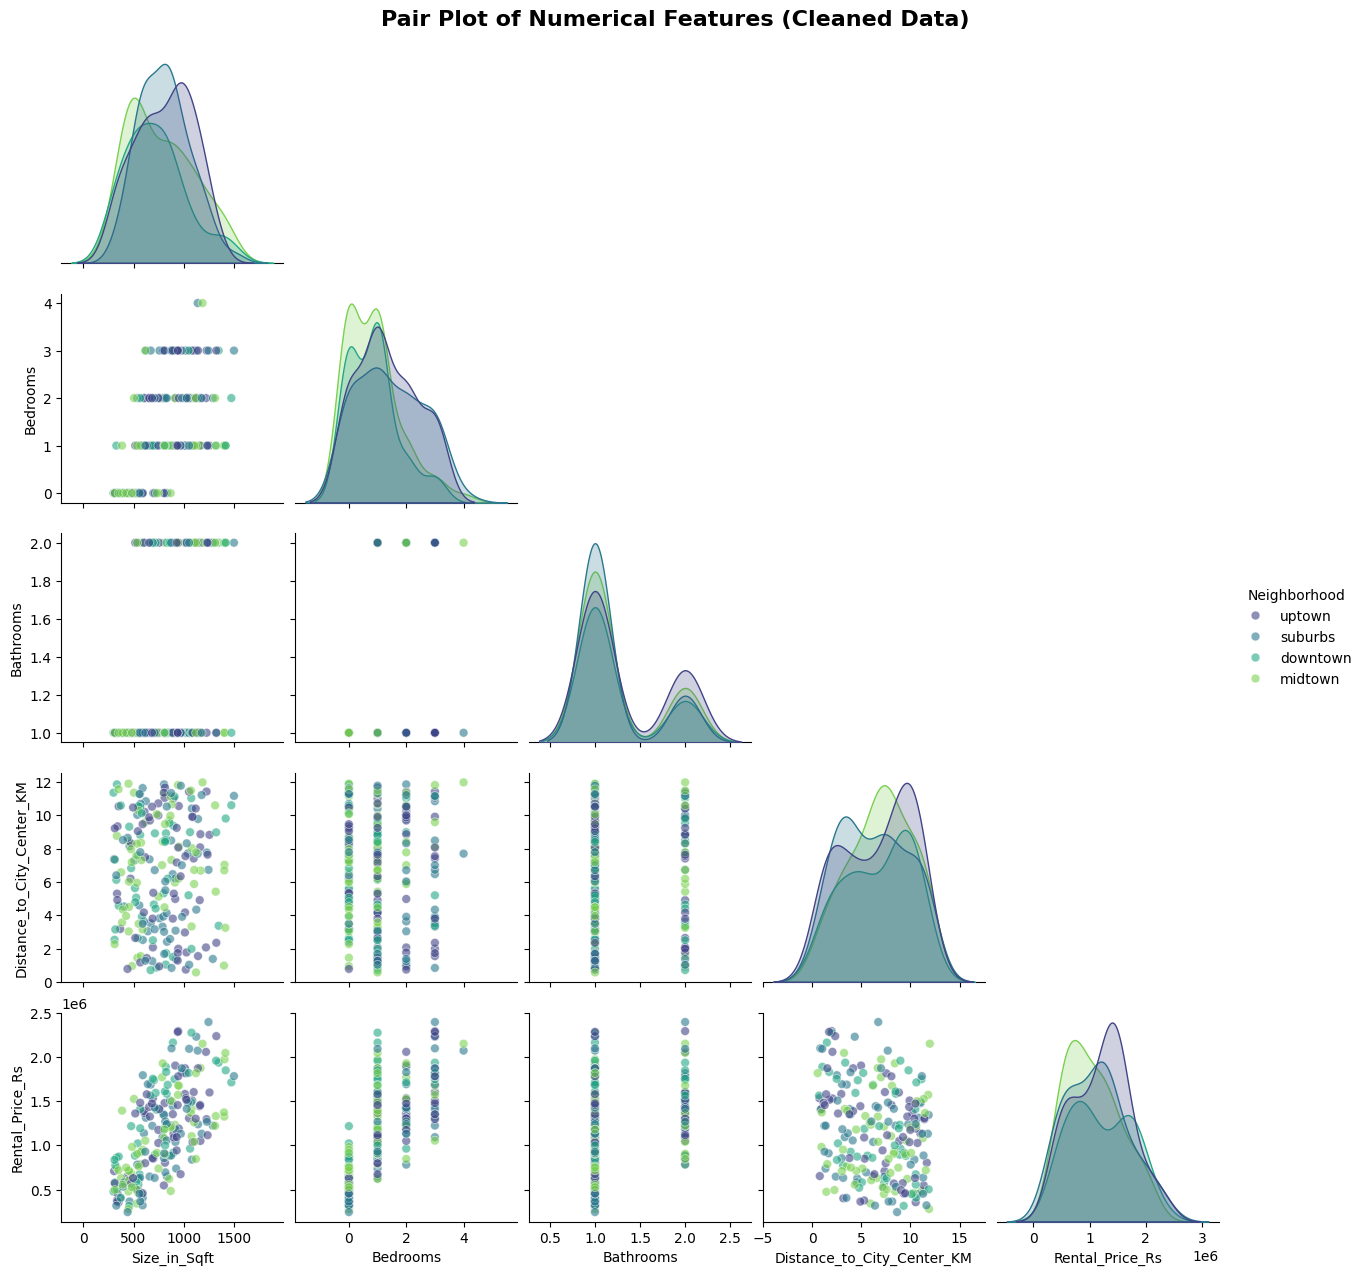 Pair Plot of Numerical Features (Cleaned Data)
4
3
2
1
0
Bedrooms
2.0
1.8
1.6
1.4
1.2
1.0
Bathrooms
Neighborhood
uptown
suburbs
downtown
midtown
12
10
8
6
4
2
0
Distance_to_City_Center_KM
1e6
2.5
2.0
1.5
1.0
0.5
Rental_Price_Rs
0 500 1000 1500
0 2 4
0.5 1.0 1.5 2.0 2.5
−5 0 5 10 15
0 1 2 3
1e6
Size_in_Sqft
Bedrooms
Bathrooms
Distance_to_City_Center_KM
Rental_Price_Rs